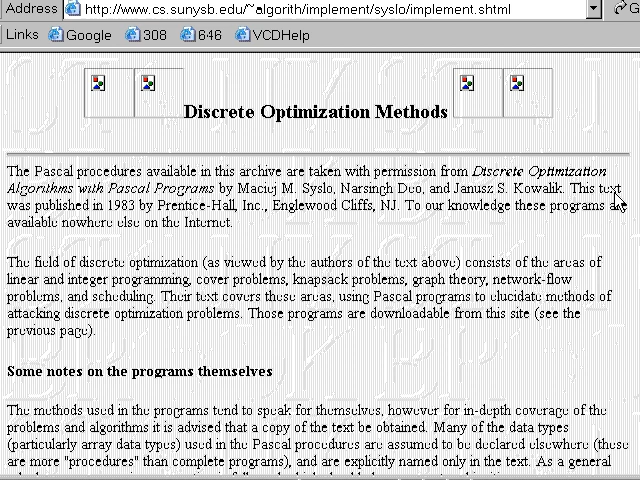 Address http://www.cs.sunysb.edu/~algorith/implement/syslo/implement.shtml G
Links Google 308 646 VCDHelp
Discrete Optimization Methods
The Pascal procedures available in this archive are taken with permission from Discrete Optimization
Algorithms with Pascal Programs by Maciej M. Syslo, Narsingh Deo, and Janusz S. Kowalik. This text
was published in 1983 by Prentice-Hall, Inc., Englewood Cliffs, NJ. To our knowledge these programs are
available nowhere else on the Internet.
The field of discrete optimization (as viewed by the authors of the text above) consists of the areas of
linear and integer programming, cover problems, knapsack problems, graph theory, network-flow
problems, and scheduling. Their text covers these areas, using Pascal programs to elucidate methods of
attacking discrete optimization problems. Those programs are downloadable from this site (see the
previous page).
Some notes on the programs themselves
The methods used in the programs tend to speak for themselves, however for in-depth coverage of the
problems and algorithms it is advised that a copy of the text be obtained. Many of the data types
(particularly array data types) used in the Pascal procedures are assumed to be declared elsewhere (these
are more "procedures" than complete programs), and are explicitly named only in the text. As a general